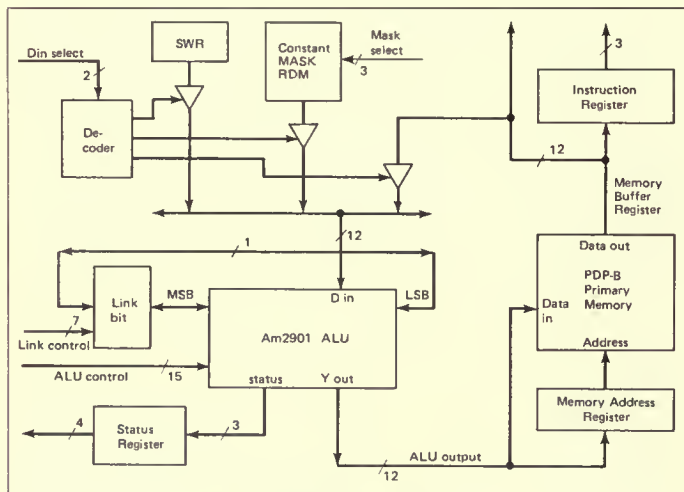 Din select
2
De-
coder
SWR
Constant
MASK
RDM
Mask
select
3
3
Instruction
Register
12
Memory
Buffer
Register
12
1
Link
bit
MSB
LSB
D in
Am2901 ALU
status
Y out
7
Link control
15
ALU control
4
Status
Register
3
12
ALU output
Data out
PDP-B
Primary
Memory
Data
in
Address
Memory Address
Register